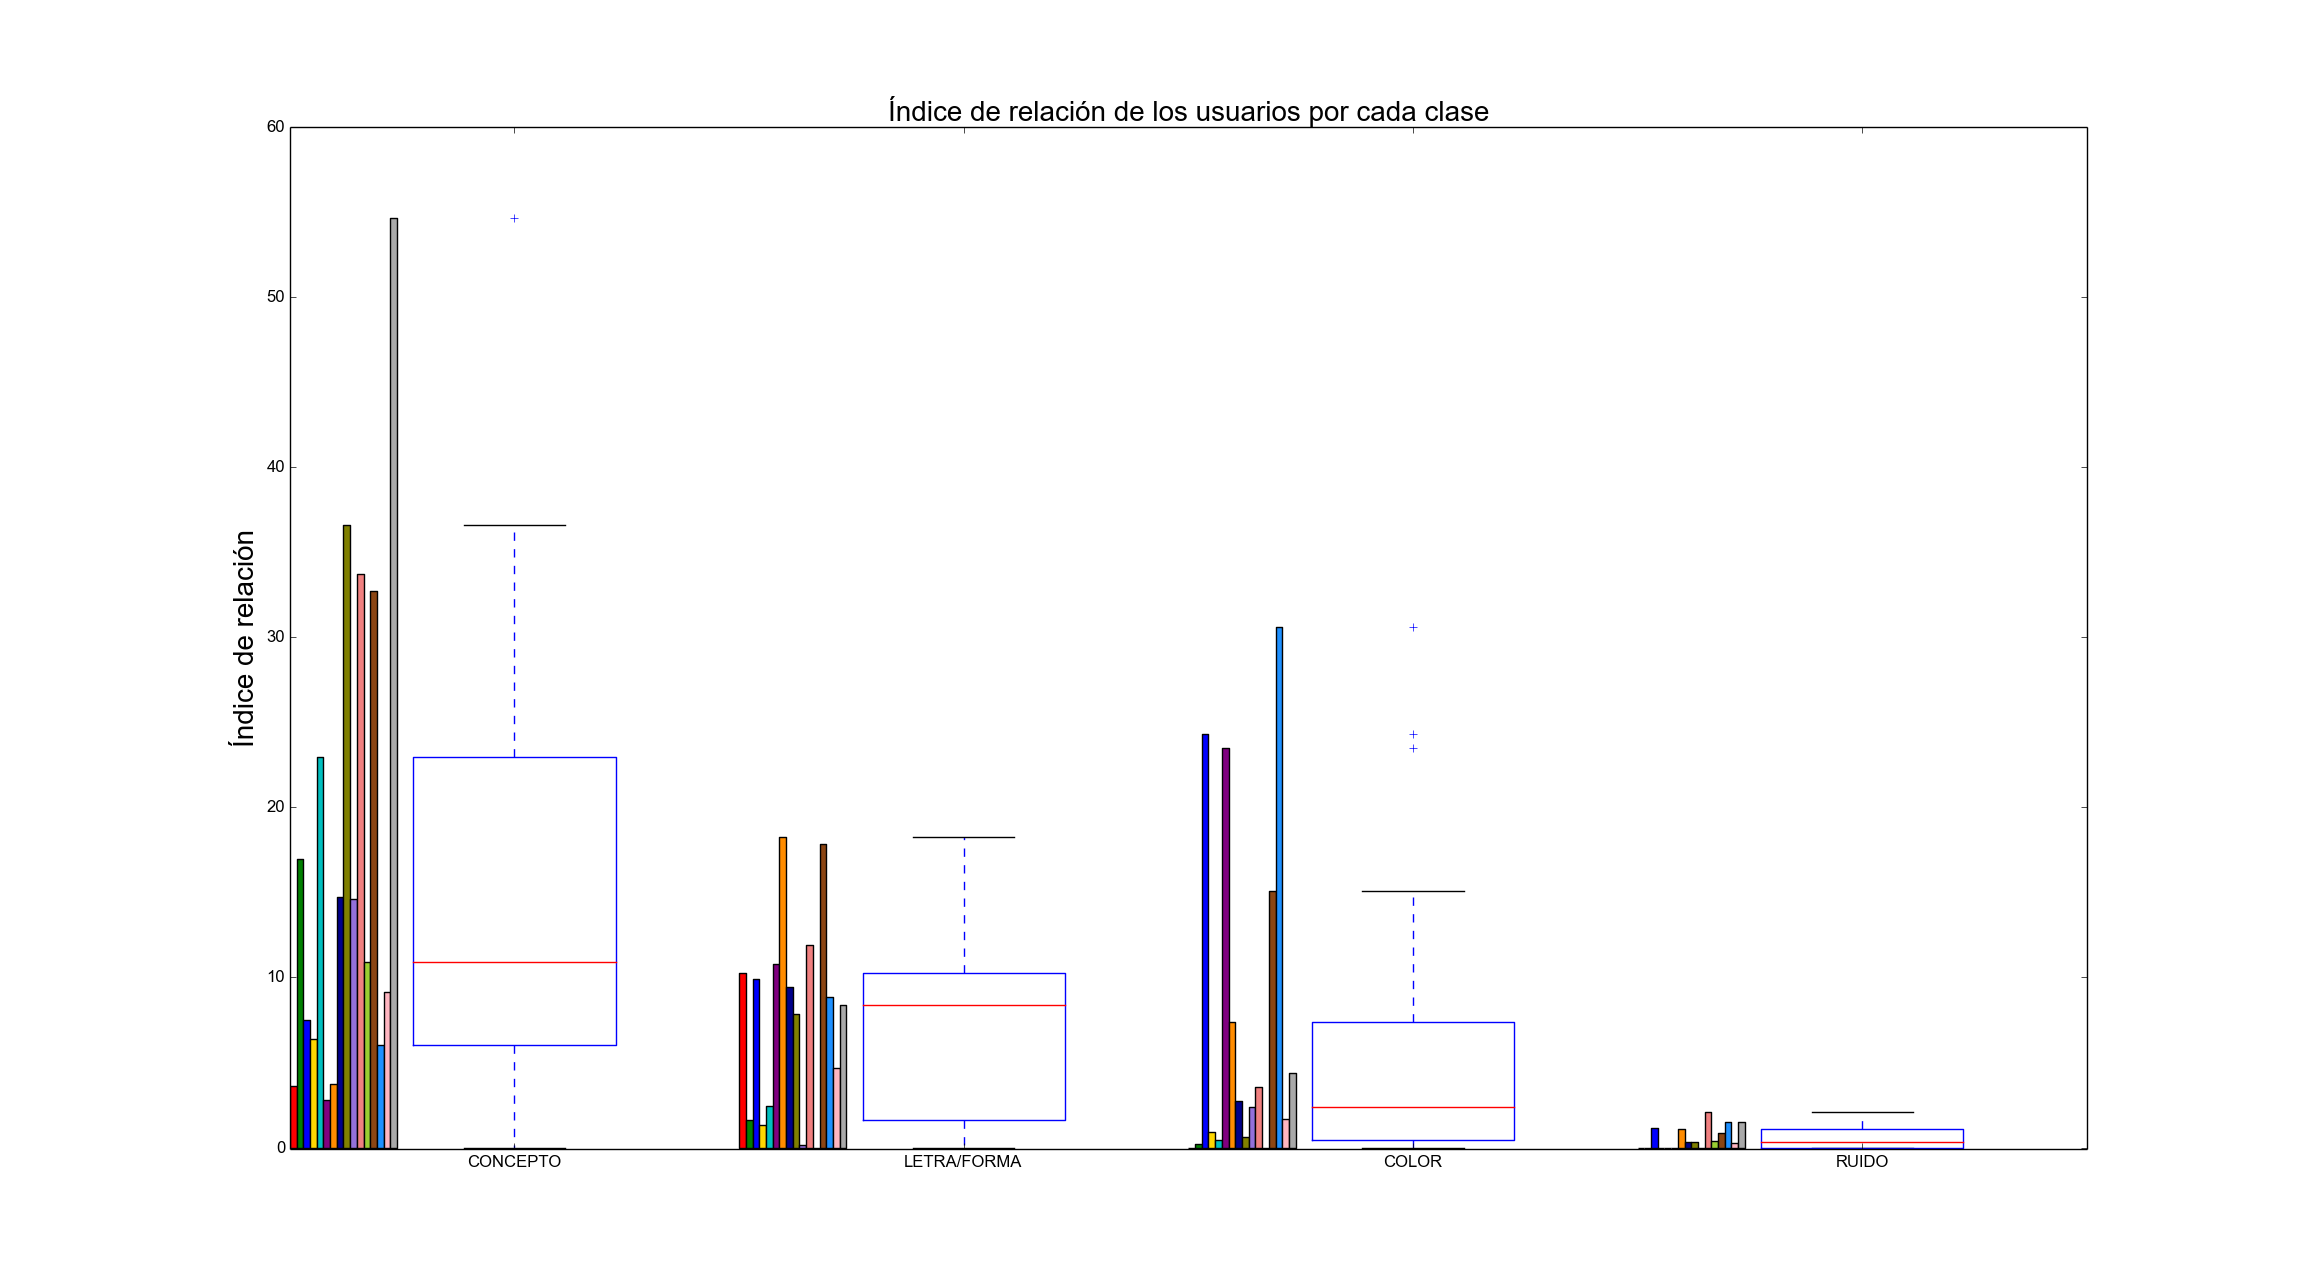 Índice de relación de los usuarios por cada clase
60
50
40
30
20
10
0
Índice de relación
CONCEPTO
LETRA/FORMA
COLOR
RUIDO